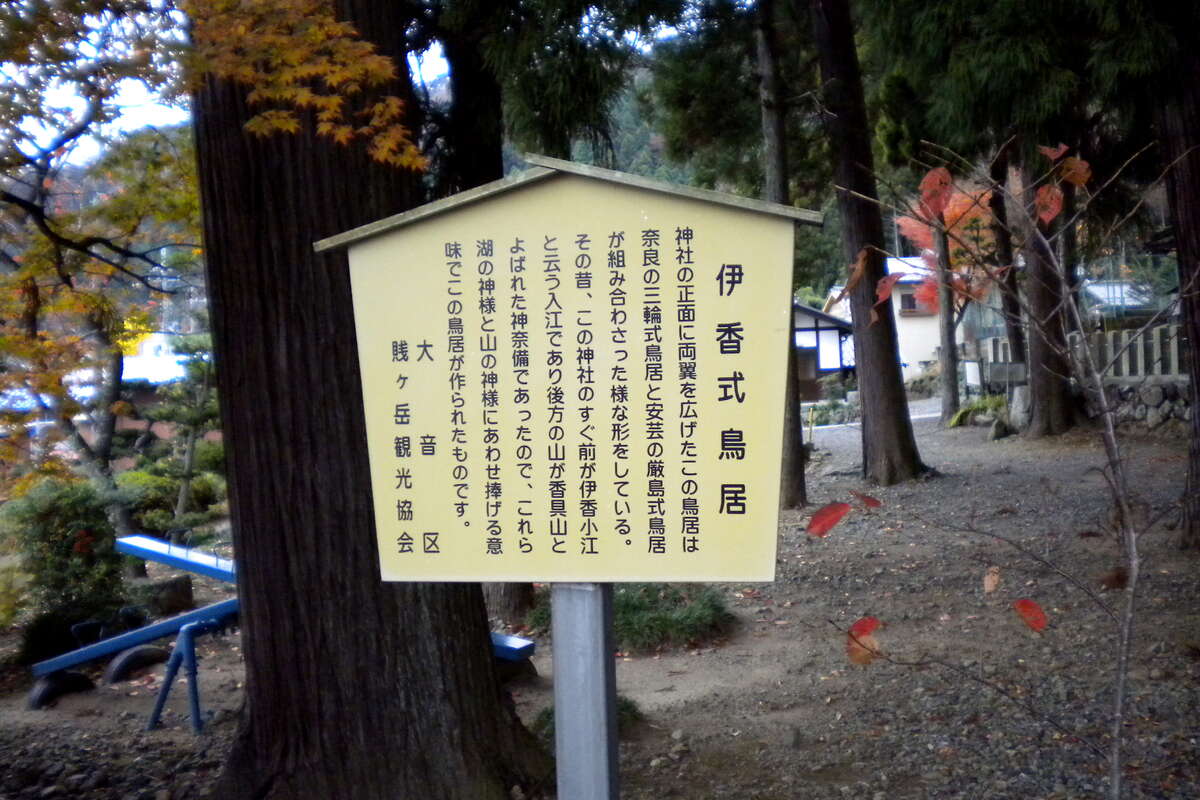 伊香式鳥居
神社の正面に両翼を広げたこの鳥居は
奈良の三輪式鳥居と安芸の厳島式鳥居
が組み合わさった様な形をしている。
その昔、この神社のすぐ前が伊香小江
と云う入江であり後方の山が香具山と
よばれた神奈備であったので、これら
湖の神様と山の神様にあわせ捧げる意
味でこの鳥居が作られたものです。
大音区
賎ヶ岳観光協会